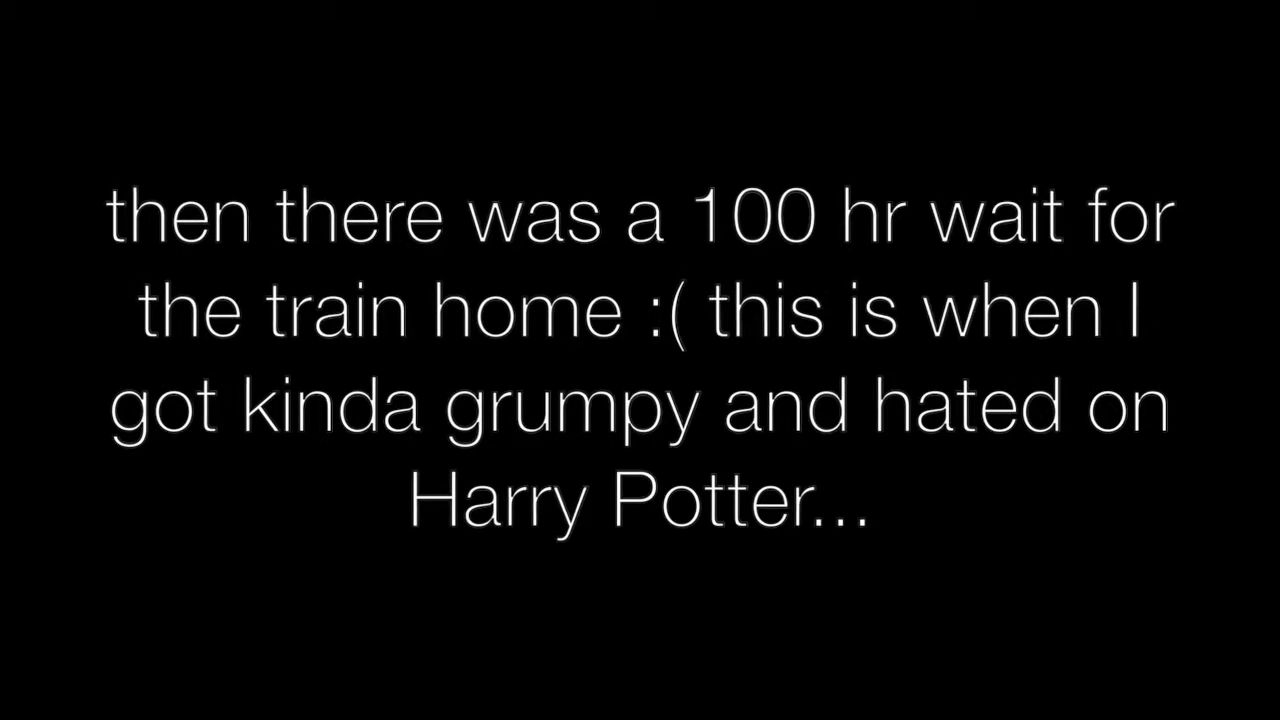 then there was a 100 hr wait for
the train home :( this is when I
got kinda grumpy and hated on
Harry Potter...